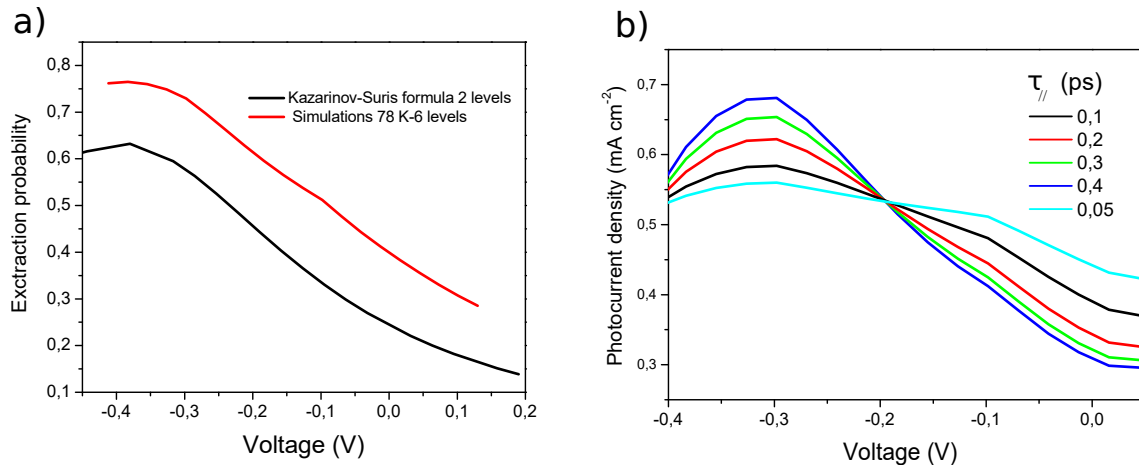 a)
Exctraction probability
0,8
0,7
0,6
0,5
0,4
0,3
0,2
0,1
Kazarinov-Suris formula 2 levels
Simulations 78 K-6 levels
-0,4 -0,3 -0,2 -0,1 0,0 0,1 0,2
Voltage (V)
b)
Photocurrent density (mA cm-2)
0,7
0,6
0,5
0,4
0,3
τ// (ps)
0,1
0,2
0,3
0,4
0,05
-0,4 -0,3 -0,2 -0,1 0,0
Voltage (V)